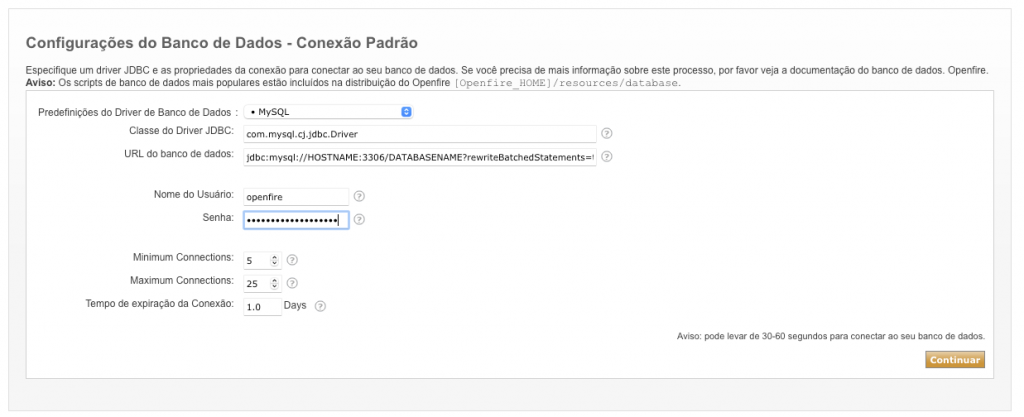 Configurações do Banco de Dados - Conexão Padrão
Especifique um driver JDBC e as propriedades da conexão para conectar ao seu banco de dados. Se você precisa de mais informação sobre este processo, por favor veja a documentação do banco de dados. Openfire.
Aviso: Os scripts de banco de dados mais populares estão incluídos na distribuição do Openfire [Openfire_HOME]/resources/database.
Predefinições do Driver de Banco de Dados : • MySQL
Classe do Driver JDBC: com.mysql.cj.jdbc.Driver ?
URL do banco de dados: jdbc:mysql://HOSTNAME:3306/DATABASENAME?rewriteBatchedStatements= ?
Nome do Usuário: openfire ?
Senha: ••••••••••••••••••• ?
Minimum Connections: 5 ?
Maximum Connections: 25 ?
Tempo de expiração da Conexão: 1.0 Days ?
Aviso: pode levar de 30-60 segundos para conectar ao seu banco de dados.
Continuar